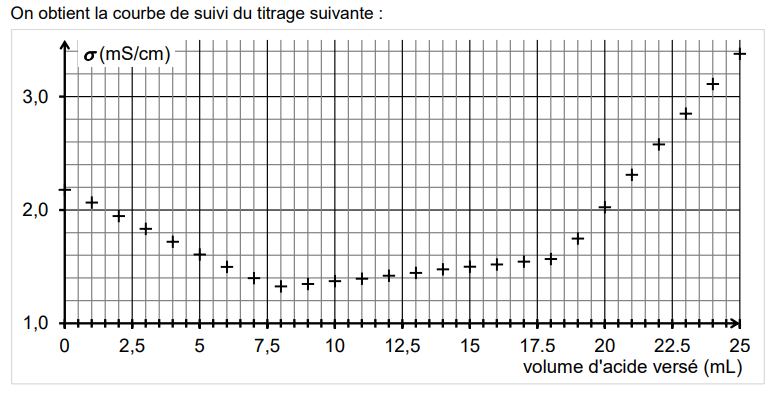 On obtient la courbe de suivi du titrage suivante :
σ (mS/cm)
3,0
2,0
1,0
0 2,5 5 7,5 10 12,5 15 17.5 20 22.5 25
volume d'acide versé (mL)